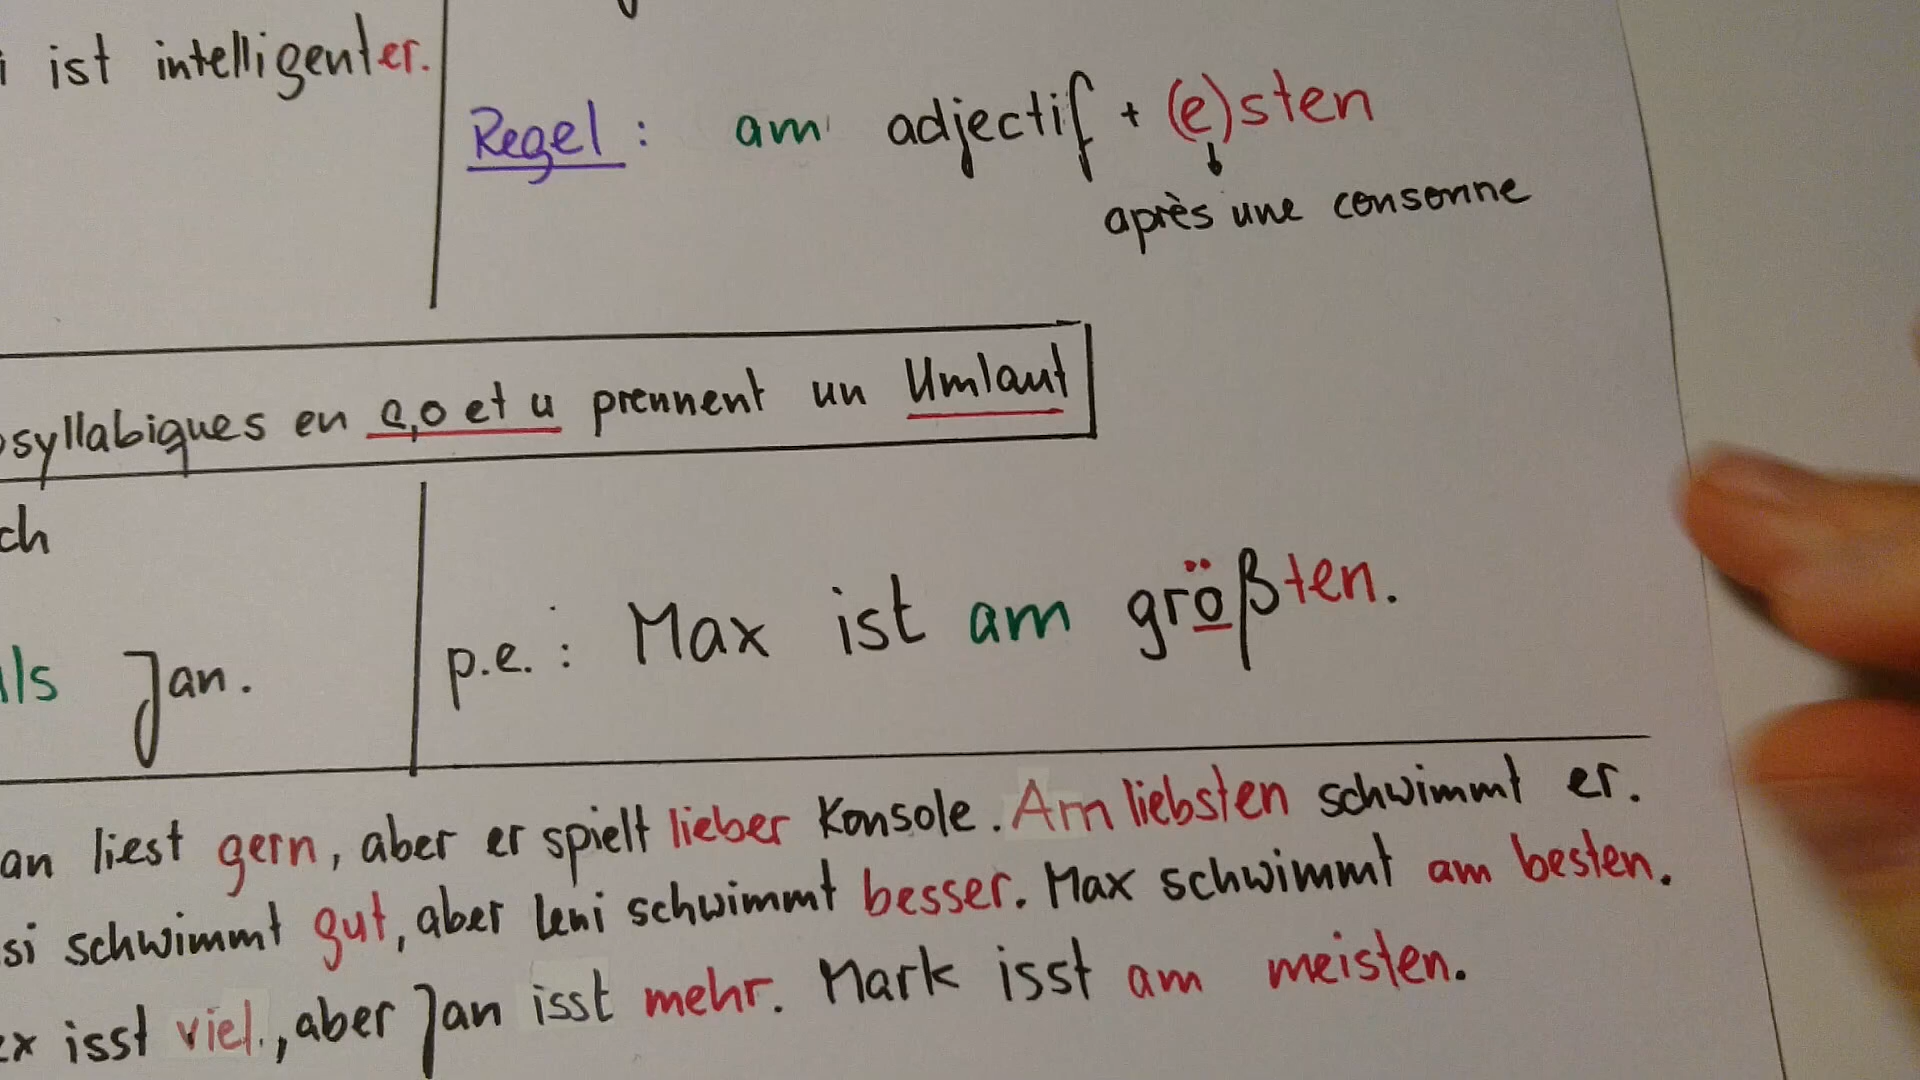 ist intelligenter.
Regel : am adjectif + (e)sten
après une consonne
syllabiques en a,o et u prennent un Umlaut
ch
als Jan.
p.e. : Max ist am größten.
an liest gern, aber er spielt lieber Konsole. Am liebsten schwimmt er.
si schwimmt gut, aber Leni schwimmt besser. Max schwimmt am besten.
ex isst viel, aber Jan isst mehr. Mark isst am meisten.